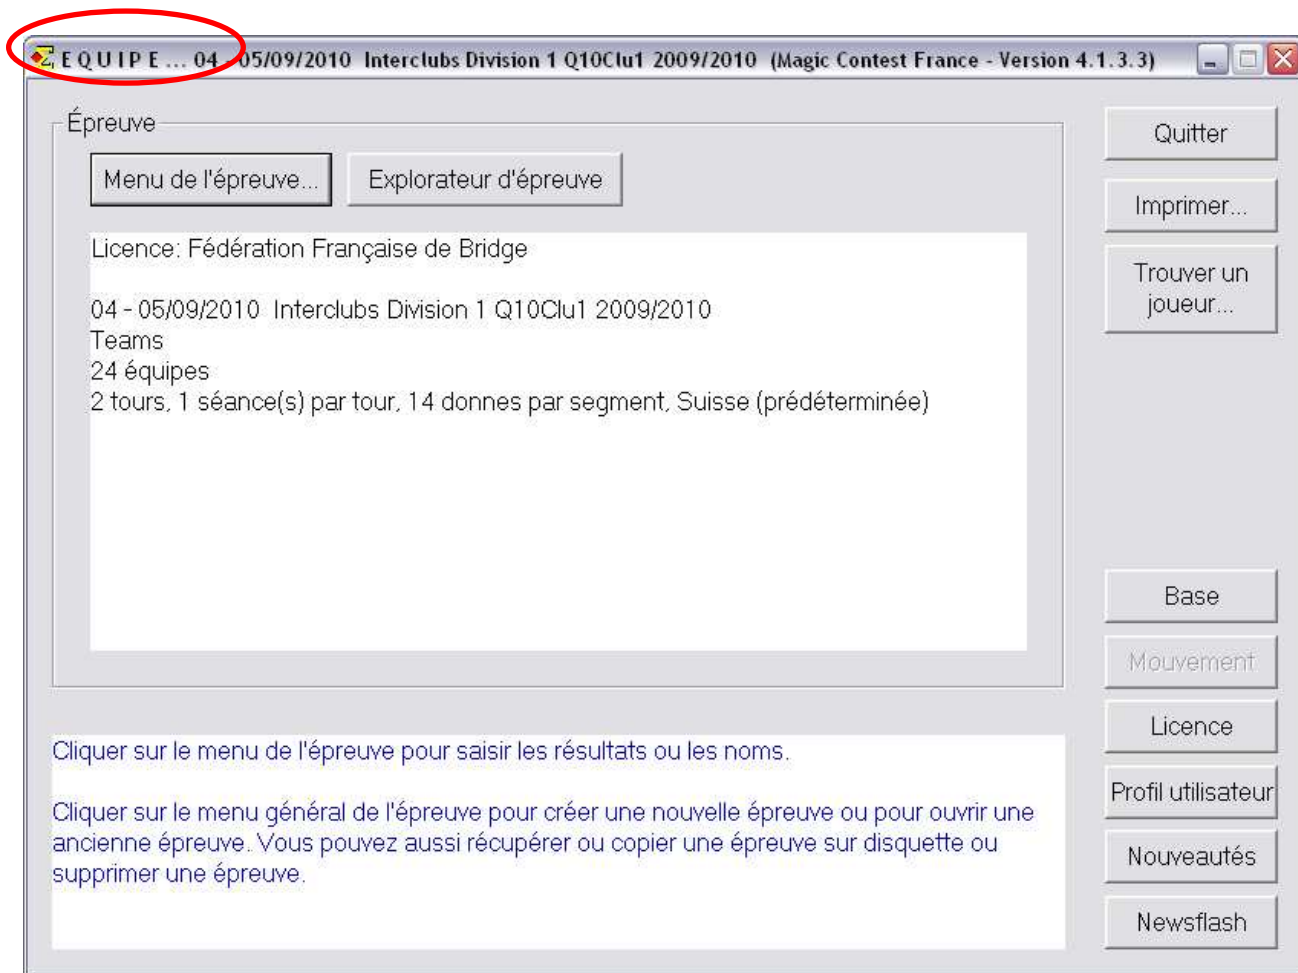 E Q U I P E ... 04 - 05/09/2010 Interclubs Division 1 Q10Clu1 2009/2010 (Magic Contest France - Version 4.1.3.3)
Épreuve
Menu de l'épreuve...
Explorateur d'épreuve
Licence: Fédération Française de Bridge
04 - 05/09/2010 Interclubs Division 1 Q10Clu1 2009/2010
Teams
24 équipes
2 tours, 1 séance(s) par tour, 14 donnes par segment, Suisse (prédéterminée)
Quitter
Imprimer...
Trouver un
joueur...
Base
Mouvement
Licence
Profil utilisateur
Nouveautés
Newsflash
Cliquer sur le menu de l'épreuve pour saisir les résultats ou les noms.
Cliquer sur le menu général de l'épreuve pour créer une nouvelle épreuve ou pour ouvrir une
ancienne épreuve. Vous pouvez aussi récupérer ou copier une épreuve sur disquette ou
supprimer une épreuve.